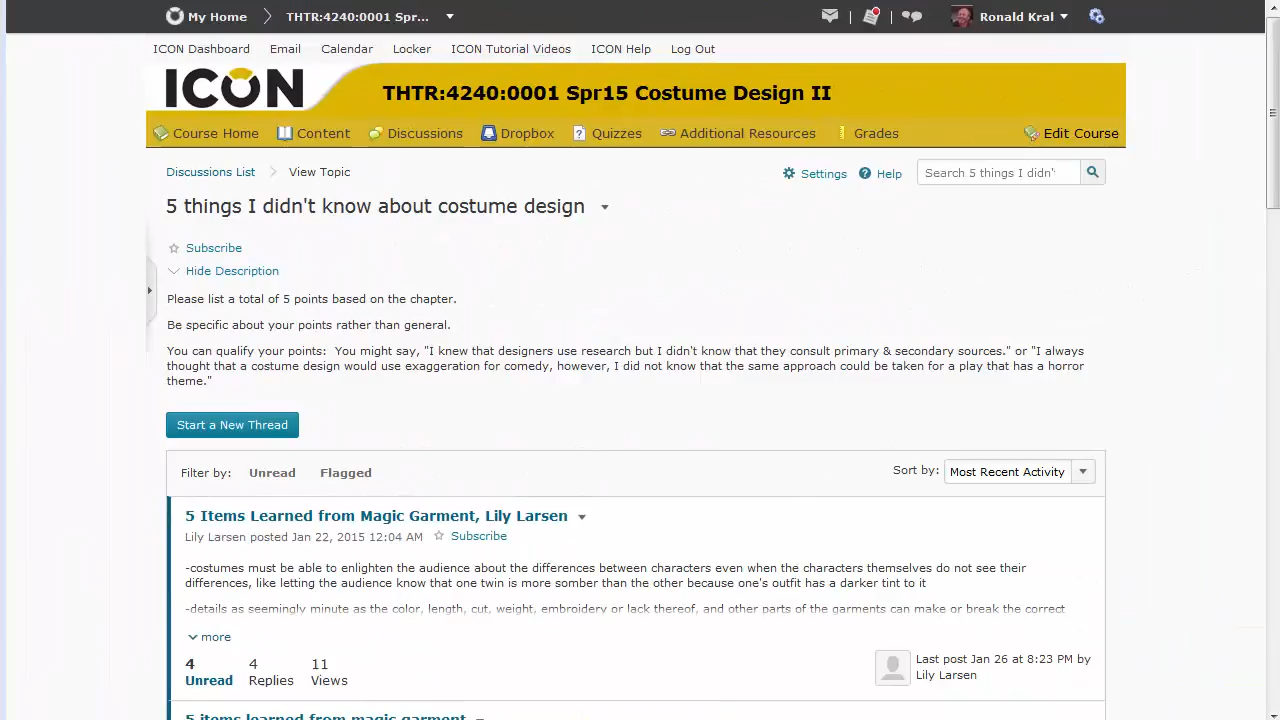 My Home THTR:4240:0001 Spr... Ronald Kral
ICON Dashboard Email Calendar Locker ICON Tutorial Videos ICON Help Log Out
ICON THTR:4240:0001 Spr15 Costume Design II
Course Home Content Discussions Dropbox Quizzes Additional Resources Grades Edit Course
Discussions List View Topic Settings Help Search 5 things I didn'
5 things I didn't know about costume design
Subscribe
Hide Description
Please list a total of 5 points based on the chapter.
Be specific about your points rather than general.
You can qualify your points: You might say, "I knew that designers use research but I didn't know that they consult primary & secondary sources." or "I always
thought that a costume design would use exaggeration for comedy, however, I did not know that the same approach could be taken for a play that has a horror
theme."
Start a New Thread
Filter by: Unread Flagged Sort by: Most Recent Activity
5 Items Learned from Magic Garment, Lily Larsen
Lily Larsen posted Jan 22, 2015 12:04 AM Subscribe
-costumes must be able to enlighten the audience about the differences between characters even when the characters themselves do not see their
differences, like letting the audience know that one twin is more somber than the other because one's outfit has a darker tint to it
-details as seemingly minute as the color, length, cut, weight, embroidery or lack thereof, and other parts of the garments can make or break the correct
more
4 4 11
Unread Replies Views
Last post Jan 26 at 8:23 PM by
Lily Larsen
5 items learned from magic garment